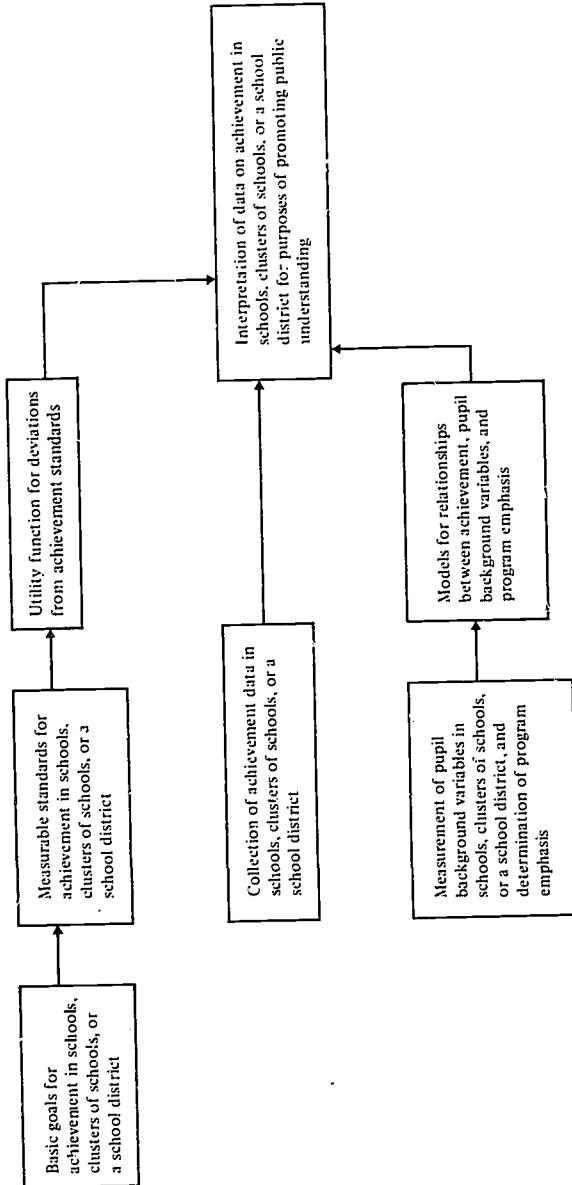 Basic goals for
achievement in schools,
clusters of schools, or
a school district
Measurable standards for
achievement in schools,
clusters of schools, or a
school district
Utility function for deviations
from achievement standards
Collection of achievement data in
schools, clusters of schools, or a
school district
Interpretation of data on achievement in
schools, clusters of schools, or a school
district for purposes of promoting public
understanding
Measurement of pupil
background variables in
schools, clusters of schools,
or a school district, and
determination of program
emphasis
Models for relationships
between achievement, pupil
background variables, and
program emphasis